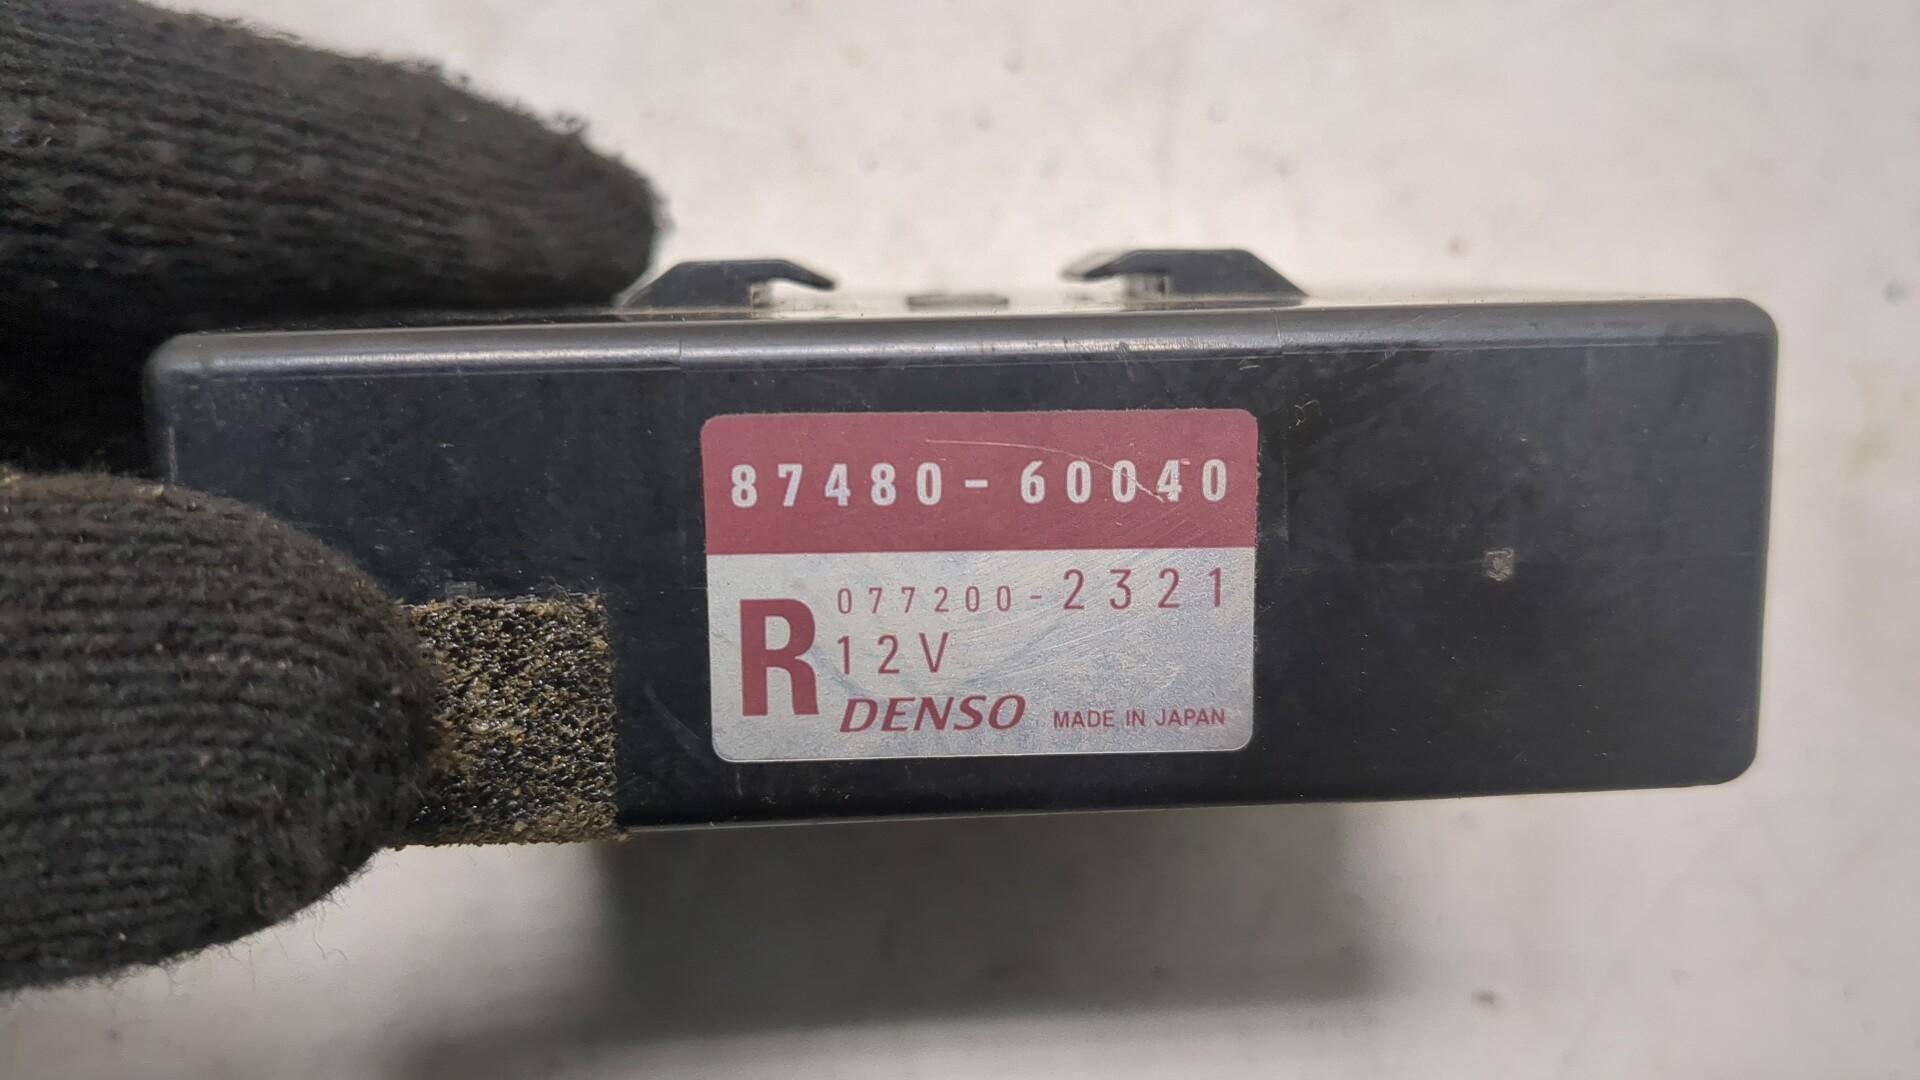 87480-60040
R
077200-2321
12V
DENSO MADE IN JAPAN